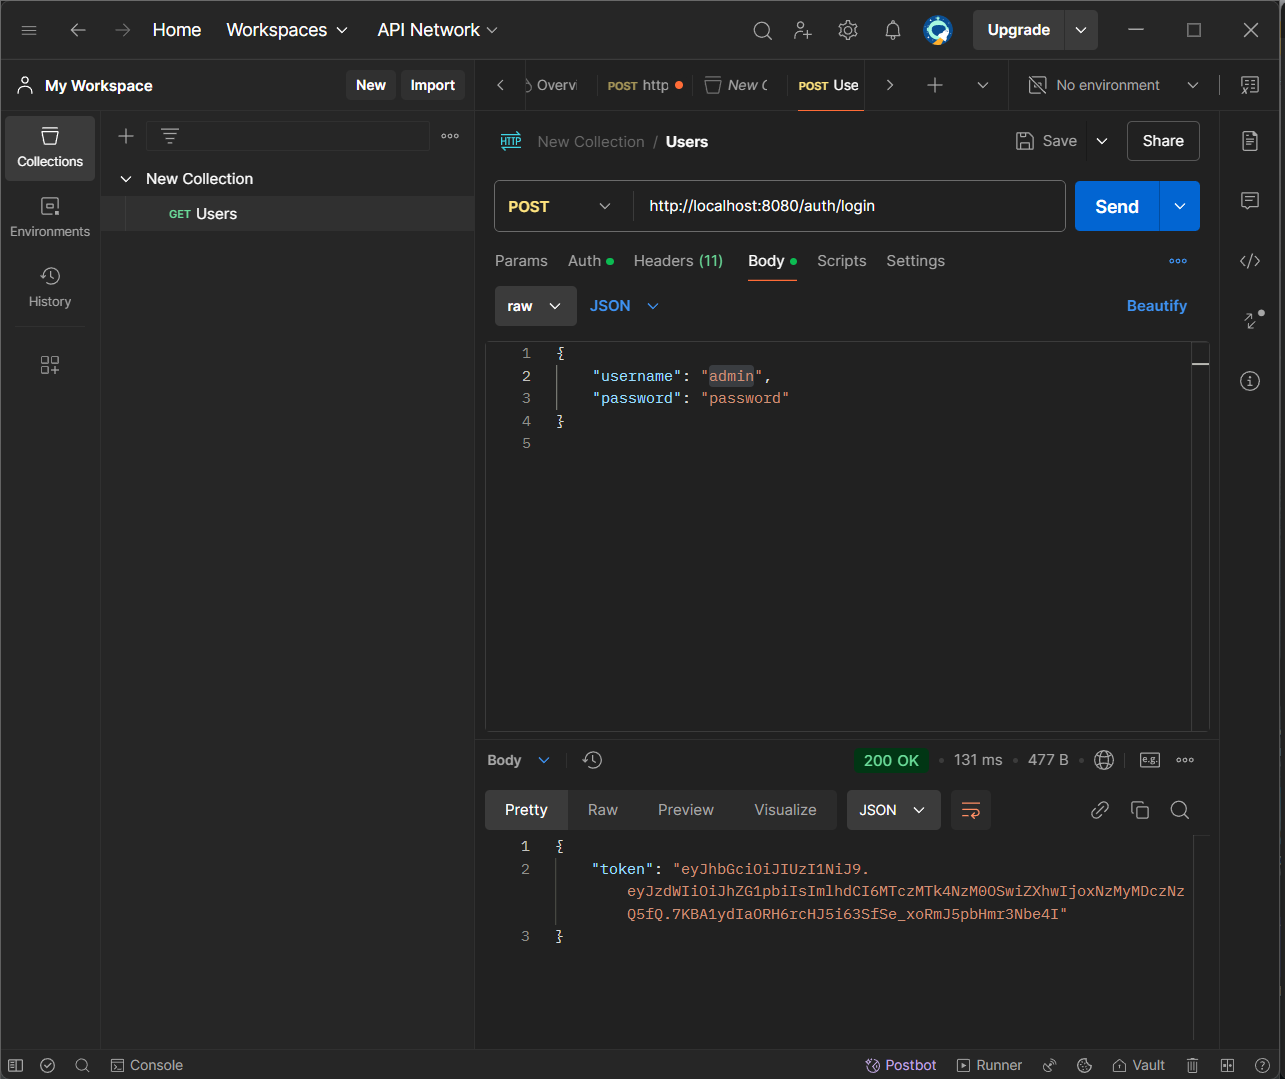 Home Workspaces API Network Upgrade
My Workspace New Import Overvi POST http New C POST Use No environment
Collections
Environments
History
New Collection
GET Users
HTTP New Collection / Users Save Share
POST http://localhost:8080/auth/login Send
Params Auth Headers (11) Body Scripts Settings
raw JSON Beautify
1 {
2 "username": "admin",
3 "password": "password"
4 }
5
Body 200 OK 131 ms 477 B e.g.
Pretty Raw Preview Visualize JSON
1 {
2 "token": "eyJhbGciOiJIUzI1NiJ9.
eyJzdWIiOiJhZG1pbiIsImlhdCI6MTczMTk4NzM0OSwiZXhwIjoxNzMyMDczNz
Q5fQ.7KBA1ydIaORH6rcHJ5i63SfSe_xoRmJ5pbHmr3Nbe4I"
3 }
Console Postbot Runner Vault